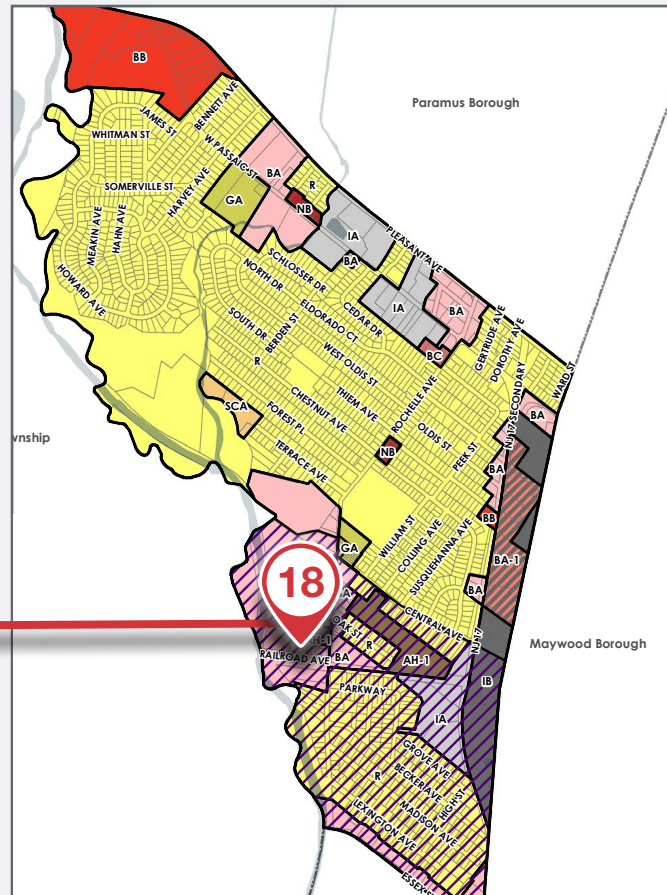 BB
Paramus Borough
BENNETT AVE
JAMES ST
WHITMAN ST
W PASSAIC ST
BA
R
HARVEY AVE
SOMERVILLE ST
GA
NB
IA
PLEASANT AVE
MEAKIN AVE
HAHN AVE
BA
SCHLOSSER DR
NORTH DR
HOWARD AVE
CEDAR DR
IA
BA
ELDORADO CT
SOUTH DR
BERDEN ST
GERTRUDE AVE
DOROTHY AVE
WEST OLDIS ST
BC
R
WARD ST
ROCHELLE AVE
THIEM AVE
CHESTNUT AVE
SCA
FOREST PL
NJ 17 SECONDARY
BA
wnship
OLDIS ST
TERRACE AVE
NB
PEEK ST
BA
WILLIAM ST
COLLING AVE
BB
GA
SUSQUEHANNA AVE
BA-1
18
BA
A
OAK ST
CENTRAL AVE
H-1
R
NJ 17
Maywood Borough
RAILROAD AVE
BA
AH-1
PARKWAY
IB
IA
GROVE AVE
R
BECKER AVE
HIGH ST
MADISON AVE
LEXINGTON AVE
ESSEX S